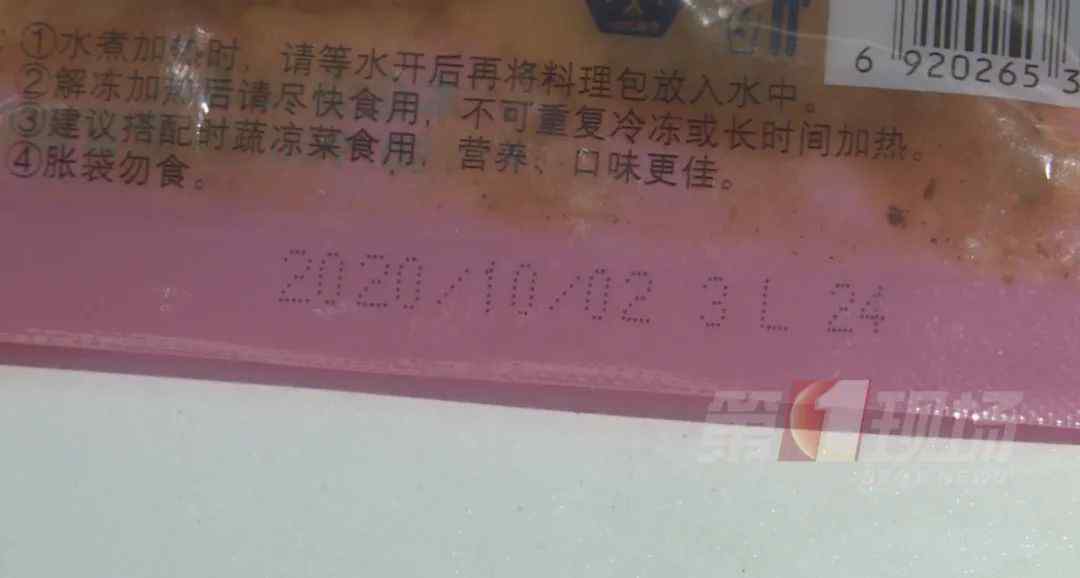 ①水煮加热时，请等水开后再将料理包放入水中。
②解冻加热后请尽快食用，不可重复冷冻或长时间加热。
③建议搭配时蔬凉菜食用，营养、口味更佳。
④胀袋勿食。
6 920265 3
2020/10/02 3 L 24
第1现场